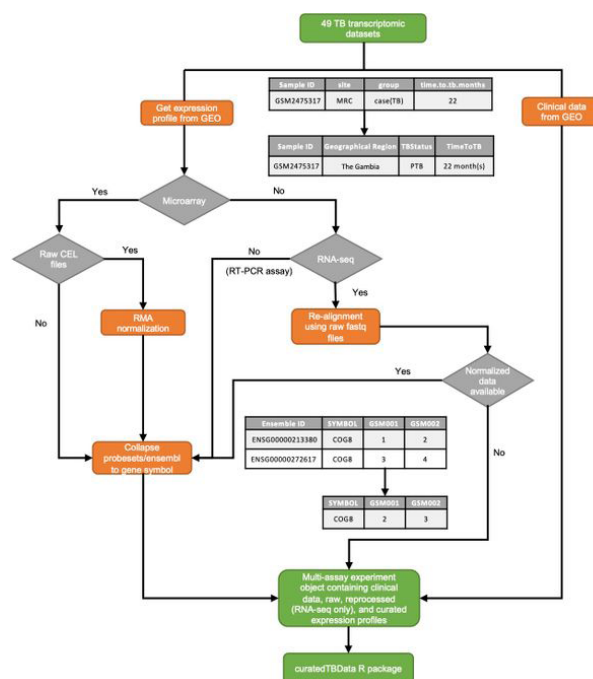 49 TB transcriptomic
datasets
Sample ID site group time.to.tb.months
GSM2475317 MRC case(TB) 22
Get expression
profile from GEO
Clinical data
from GEO
Sample ID Geographical Region TBStatus TimeToTB
GSM2475317 The Gambia PTB 22 month(s)
Yes
No
Microarray
Raw CEL
files
Yes
No
(RT-PCR assay)
RNA-seq
No
RMA
normalization
Yes
Re-alignment
using raw fastq
files
Yes
Normalized
data
available
Ensemble ID SYMBOL GSM001 GSM002
ENSG00000213380 COG8 1 2
ENSG00000272617 COG8 3 4
No
Collapse
probesets/ensembl
to gene symbol
SYMBOL GSM001 GSM002
COG8 2 3
Multi-assay experiment
object containing clinical
data, raw, reprocessed
(RNA-seq only), and curated
expression profiles
curatedTBData R package